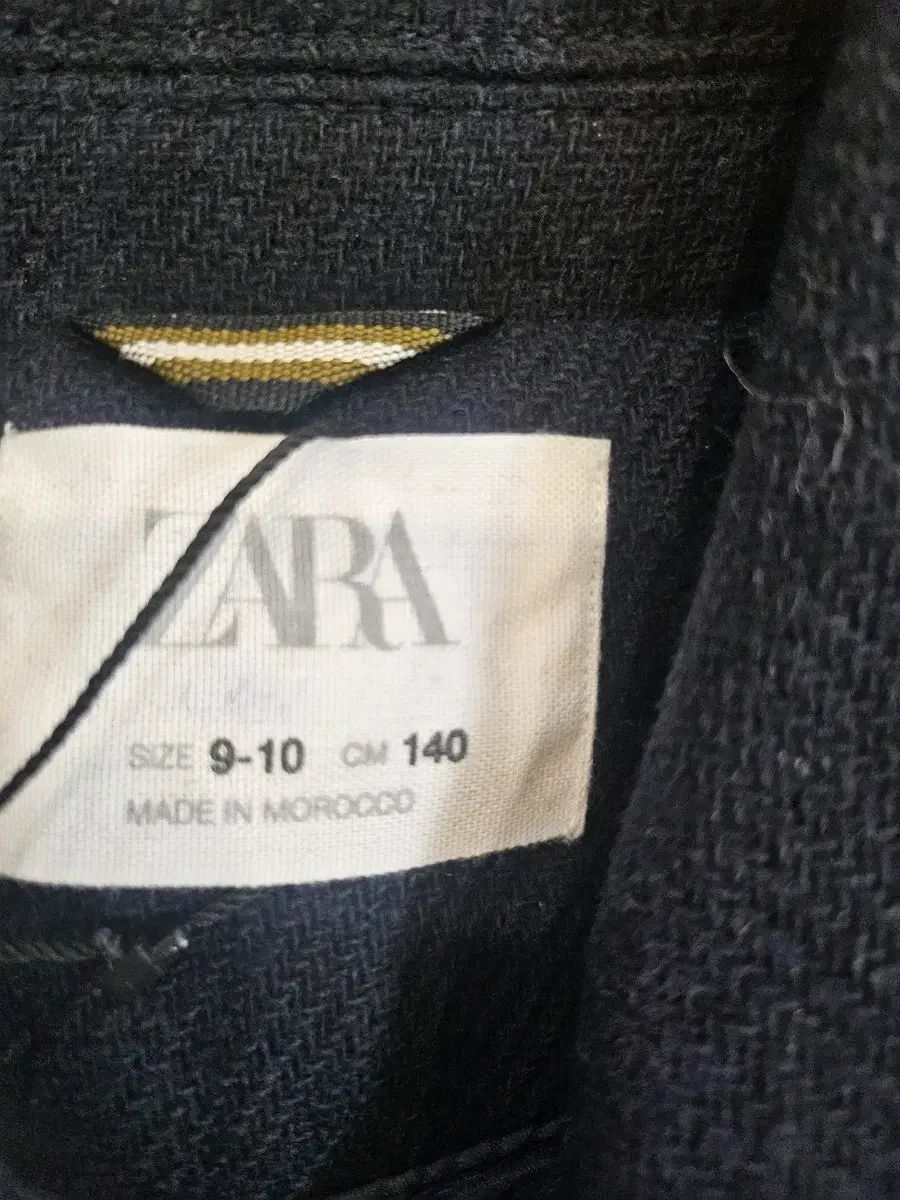 ZARA
SIZE 9-10 CM 140
MADE IN MOROCCO